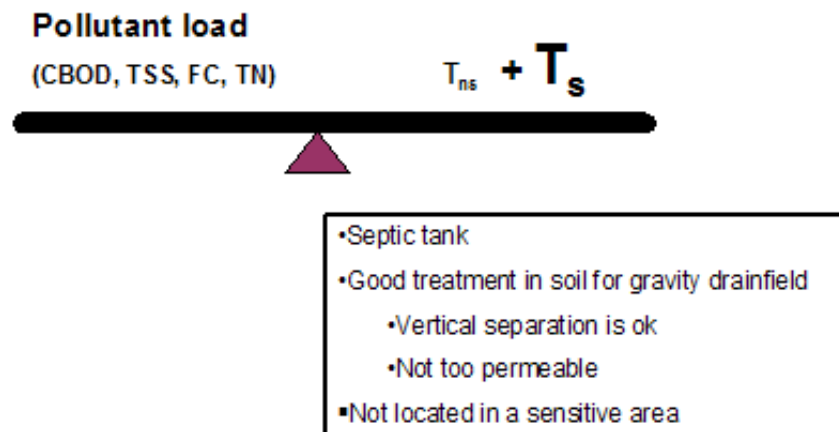 Pollutant load
(CBOD, TSS, FC, TN)
Tns + Ts
•Septic tank
•Good treatment in soil for gravity drainfield
•Vertical separation is ok
•Not too permeable
▪Not located in a sensitive area